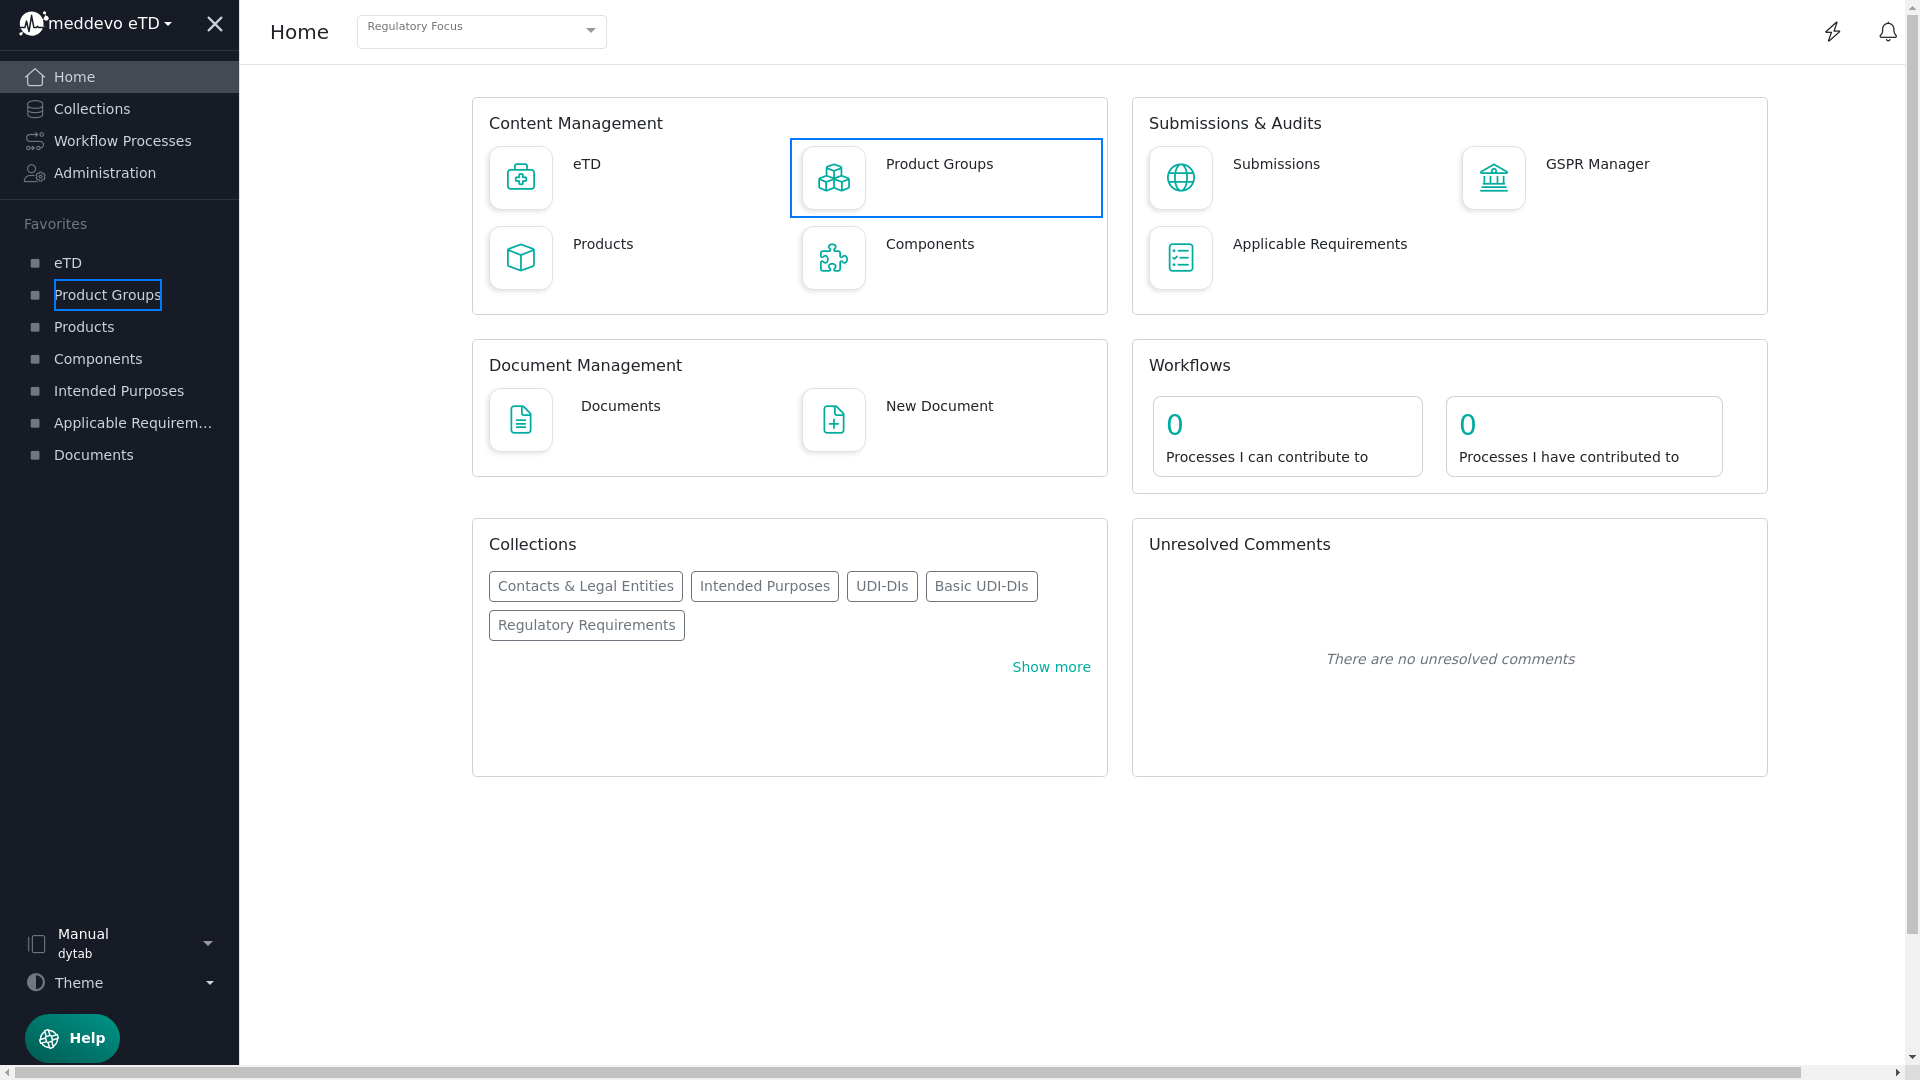 meddevo eTD
Home
Collections
Workflow Processes
Administration
Favorites
eTD
Product Groups
Products
Components
Intended Purposes
Applicable Requirem...
Documents
Manual
dytab
Theme
Help
Home
Regulatory Focus
Content Management
eTD
Product Groups
Products
Components
Submissions & Audits
Submissions
GSPR Manager
Applicable Requirements
Document Management
Documents
New Document
Workflows
0
Processes I can contribute to
0
Processes I have contributed to
Collections
Contacts & Legal Entities
Intended Purposes
UDI-DIs
Basic UDI-DIs
Regulatory Requirements
Show more
Unresolved Comments
There are no unresolved comments